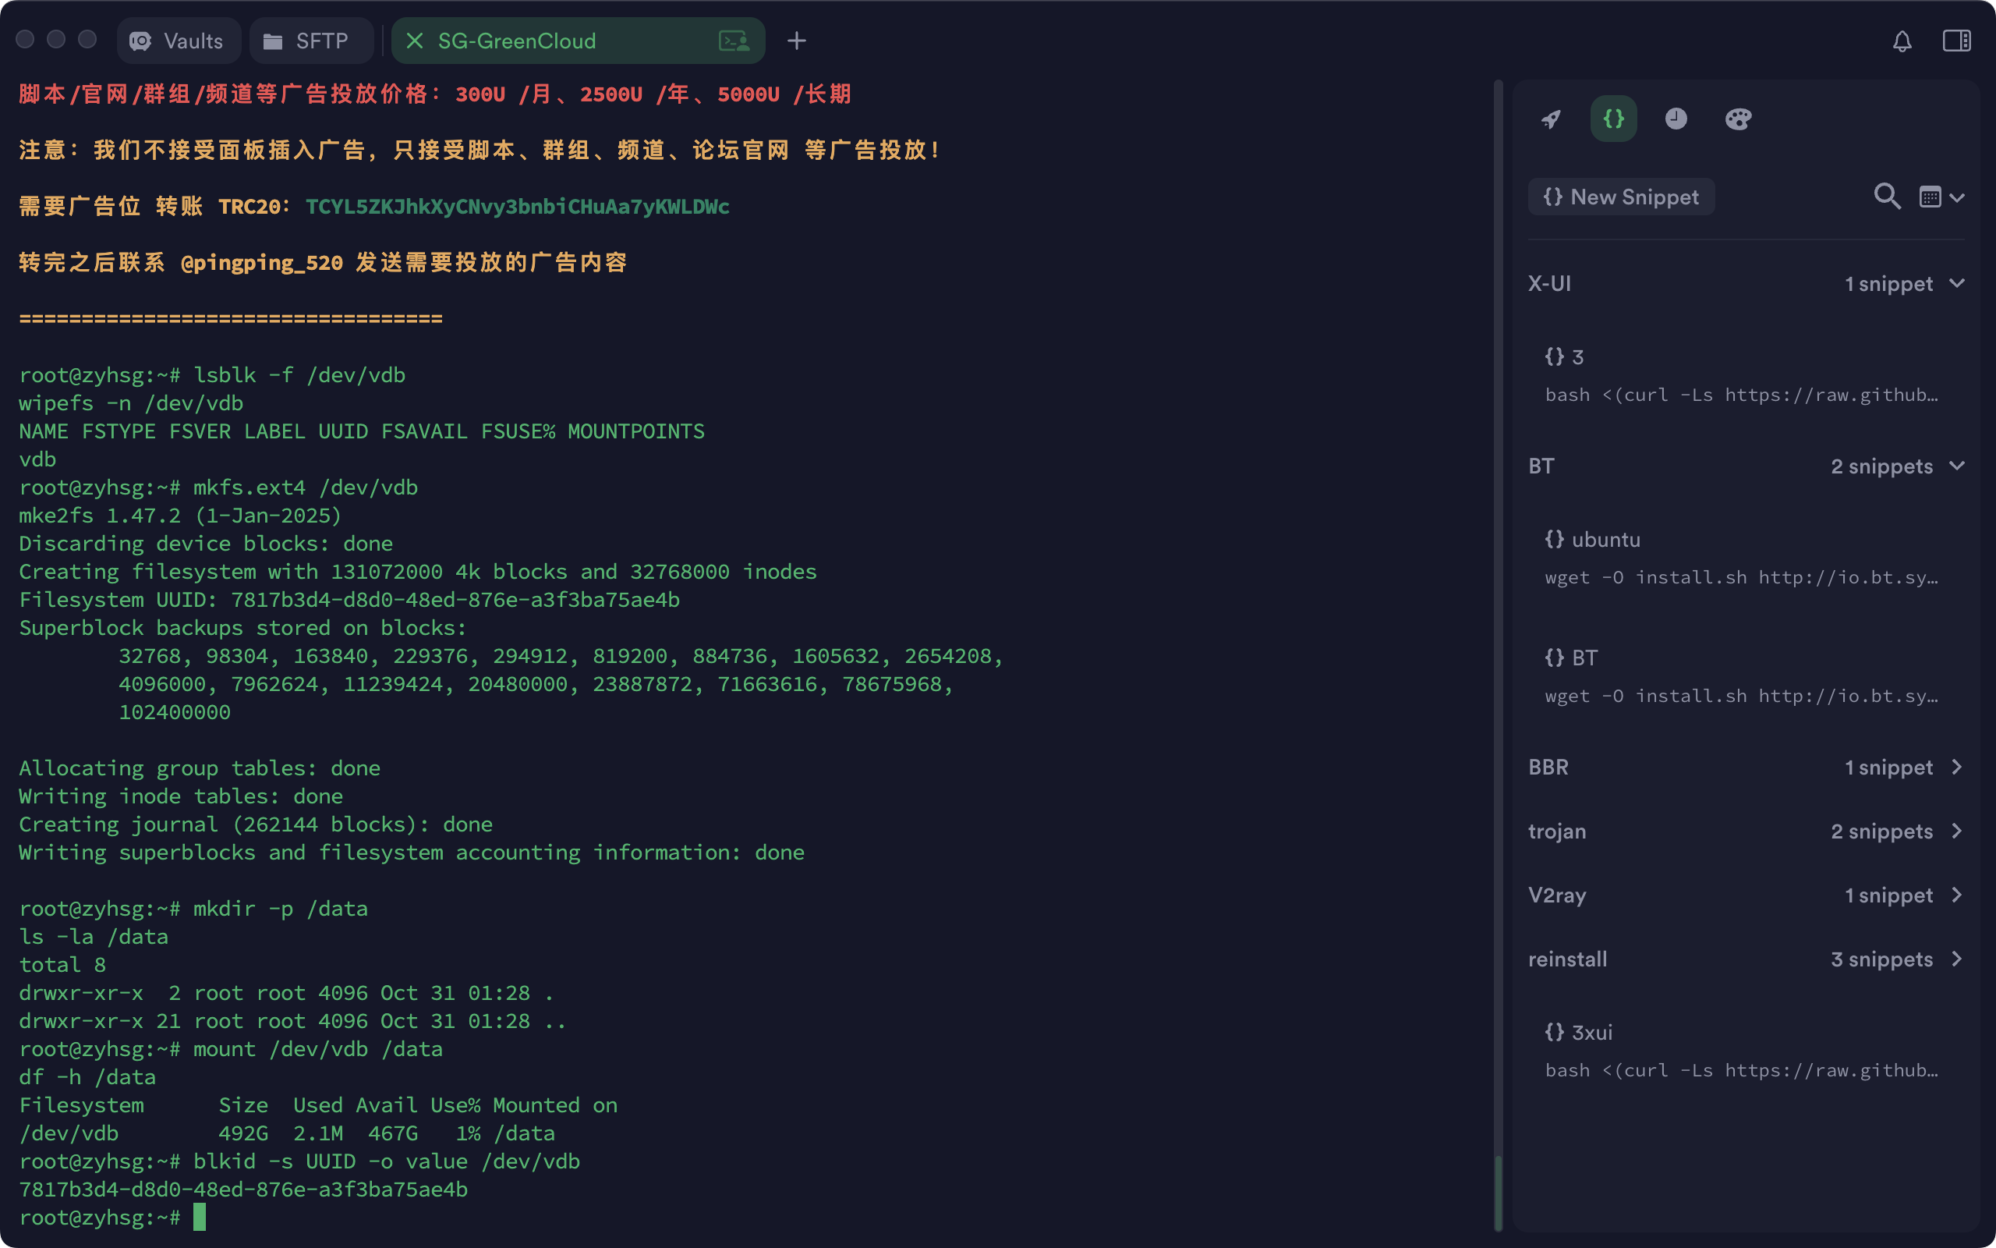 Vaults
SFTP
SG-GreenCloud
脚本/官网/群组/频道等广告投放价格：300U /月、2500U /年、5000U /长期
注意：我们不接受面板插入广告，只接受脚本、群组、频道、论坛官网 等广告投放！
需要广告位 转账 TRC20：TCYL5ZKJhkXyCNvy3bnbiCHuAa7yKWLDWc
转完之后联系 @pingping_520 发送需要投放的广告内容
==================================
root@zyhsg:~# lsblk -f /dev/vdb
wipefs -n /dev/vdb
NAME FSTYPE FSVER LABEL UUID FSAVAIL FSUSE% MOUNTPOINTS
vdb
root@zyhsg:~# mkfs.ext4 /dev/vdb
mke2fs 1.47.2 (1-Jan-2025)
Discarding device blocks: done
Creating filesystem with 131072000 4k blocks and 32768000 inodes
Filesystem UUID: 7817b3d4-d8d0-48ed-876e-a3f3ba75ae4b
Superblock backups stored on blocks:
32768, 98304, 163840, 229376, 294912, 819200, 884736, 1605632, 2654208,
4096000, 7962624, 11239424, 20480000, 23887872, 71663616, 78675968,
102400000
Allocating group tables: done
Writing inode tables: done
Creating journal (262144 blocks): done
Writing superblocks and filesystem accounting information: done
root@zyhsg:~# mkdir -p /data
ls -la /data
total 8
drwxr-xr-x  2 root root 4096 Oct 31 01:28 .
drwxr-xr-x 21 root root 4096 Oct 31 01:28 ..
root@zyhsg:~# mount /dev/vdb /data
df -h /data
Filesystem      Size  Used Avail Use% Mounted on
/dev/vdb        492G  2.1M  467G   1% /data
root@zyhsg:~# blkid -s UUID -o value /dev/vdb
7817b3d4-d8d0-48ed-876e-a3f3ba75ae4b
root@zyhsg:~#
{} New Snippet
X-UI 1 snippet
{} 3
bash <(curl -Ls https://raw.github…
BT 2 snippets
{} ubuntu
wget -O install.sh http://io.bt.sy…
{} BT
wget -O install.sh http://io.bt.sy…
BBR 1 snippet
trojan 2 snippets
V2ray 1 snippet
reinstall 3 snippets
{} 3xui
bash <(curl -Ls https://raw.github…